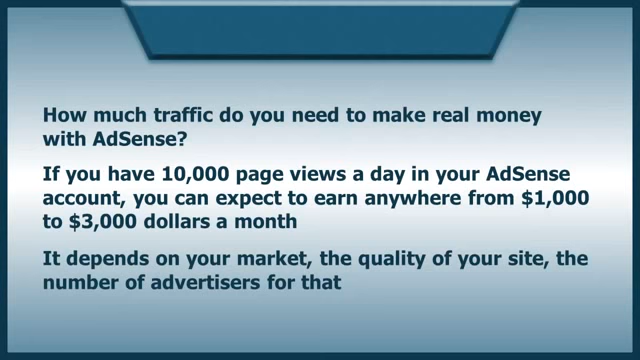 How much traffic do you need to make real money
with AdSense?
If you have 10,000 page views a day in your AdSense
account, you can expect to earn anywhere from $1,000
to $3,000 dollars a month
It depends on your market, the quality of your site, the
number of advertisers for that